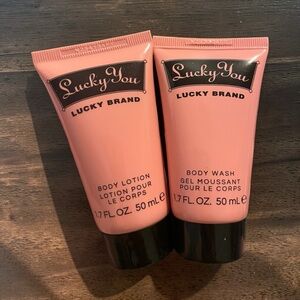 Lucky You
LUCKY BRAND
BODY LOTION
LOTION POUR
LE CORPS
1.7 FL. OZ. 50 mL e
Lucky You
LUCKY BRAND
BODY WASH
GEL MOUSSANT
POUR LE CORPS
1.7 FL. OZ. 50 mL e